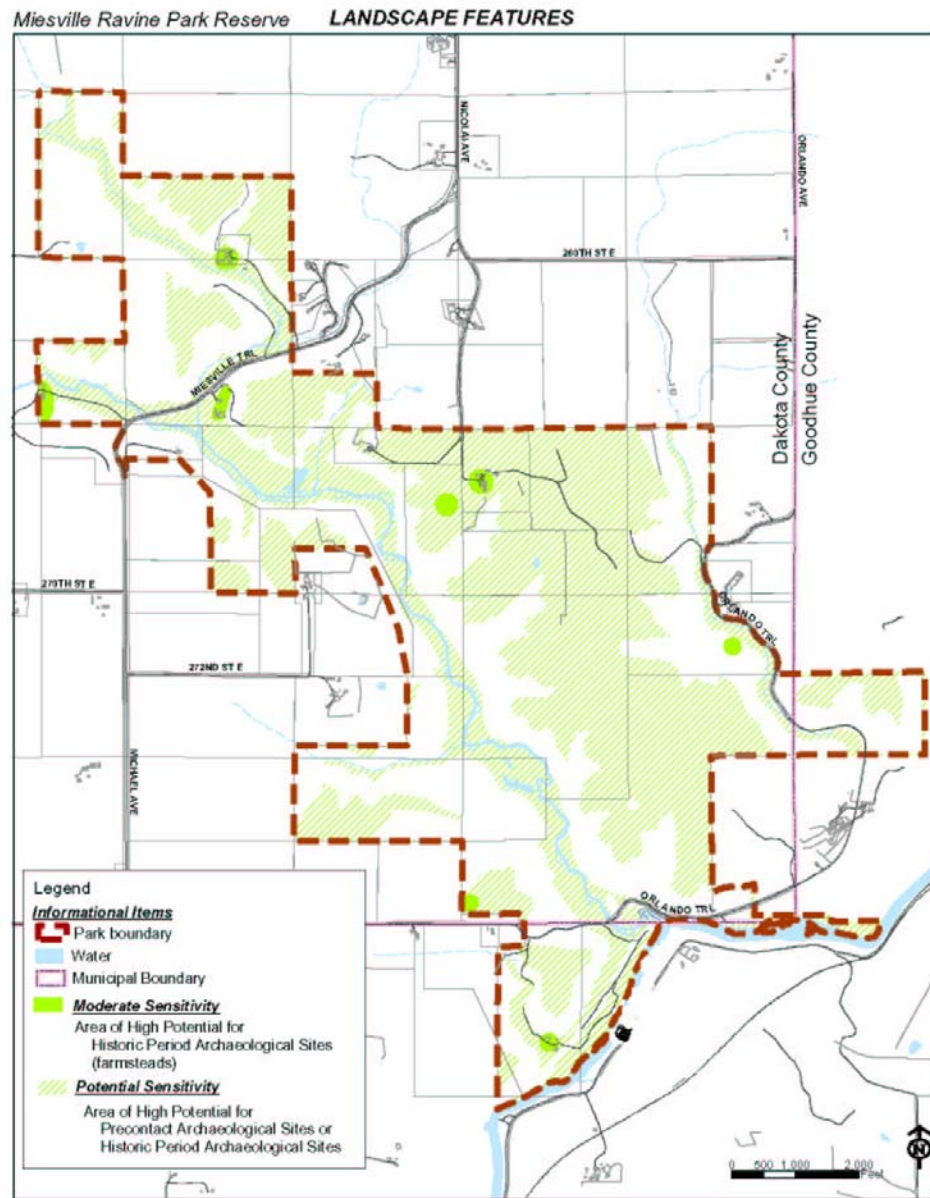 Miesville Ravine Park Reserve LANDSCAPE FEATURES
NICOLAI AVE
ORLANDO AVE
260TH ST E
MIESVILLE TRL
Dakota County
Goodhue County
270TH ST E
ORLANDO TRL
272ND ST E
MICHAEL AVE
ORLANDO TRL
Legend
Informational Items
Park boundary
Water
Municipal Boundary
Moderate Sensitivity
Area of High Potential for
Historic Period Archaeological Sites
(farmsteads)
Potential Sensitivity
Area of High Potential for
Precontact Archaeological Sites or
Historic Period Archaeological Sites
0 500 1,000 2,000
Feet
N